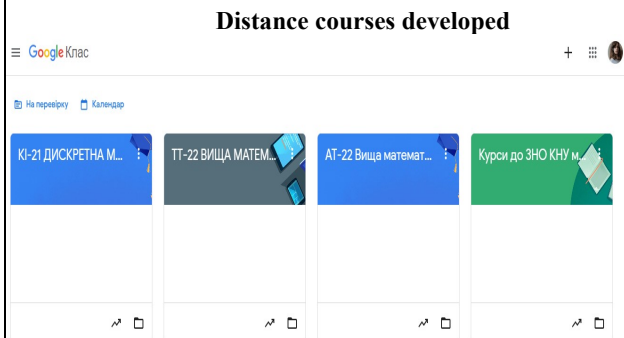 Distance courses developed
Google Клас
На перевірку Календар
КІ-21 ДИСКРЕТНА М... ТТ-22 ВИЩА МАТЕМ... АТ-22 Вища математ... Курси до ЗНО КНУ м...